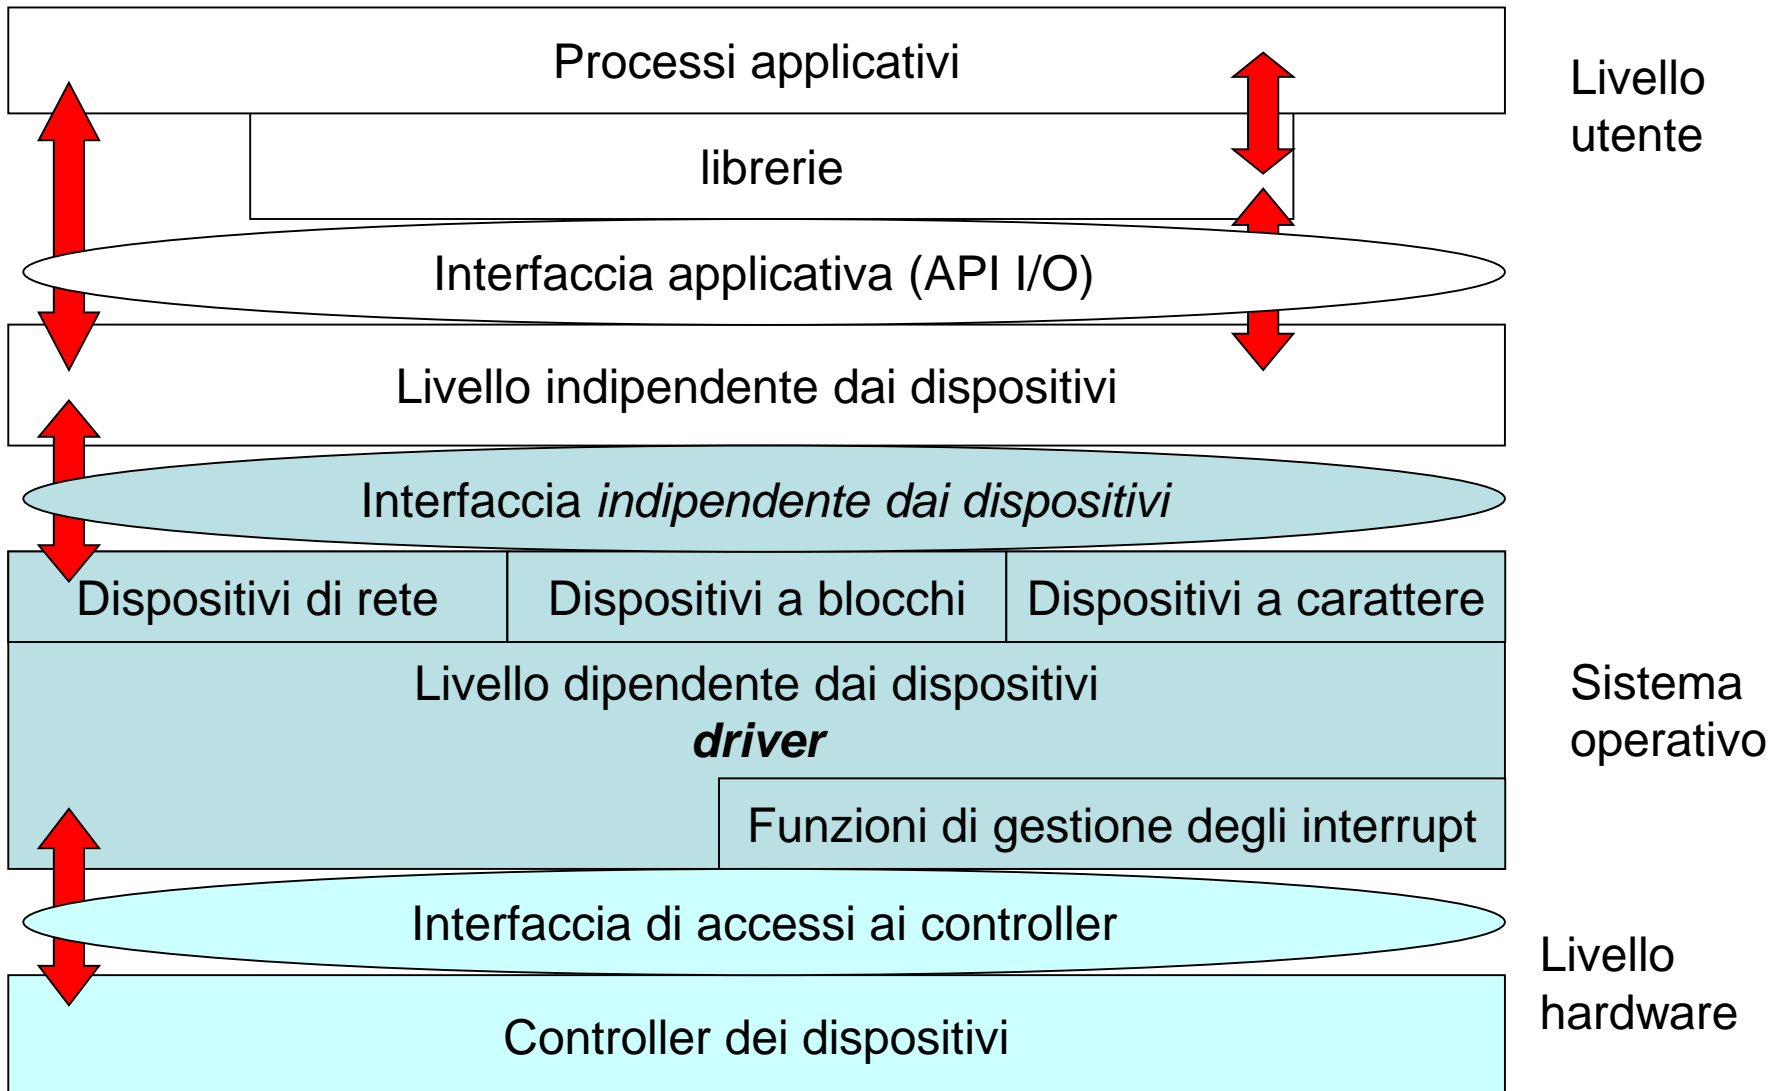 Processi applicativi
Livello
utente
librerie
Interfaccia applicativa (API I/O)
Livello indipendente dai dispositivi
Interfaccia indipendente dai dispositivi
Dispositivi di rete
Dispositivi a blocchi
Dispositivi a carattere
Livello dipendente dai dispositivi
driver
Sistema
operativo
Funzioni di gestione degli interrupt
Interfaccia di accessi ai controller
Livello
hardware
Controller dei dispositivi